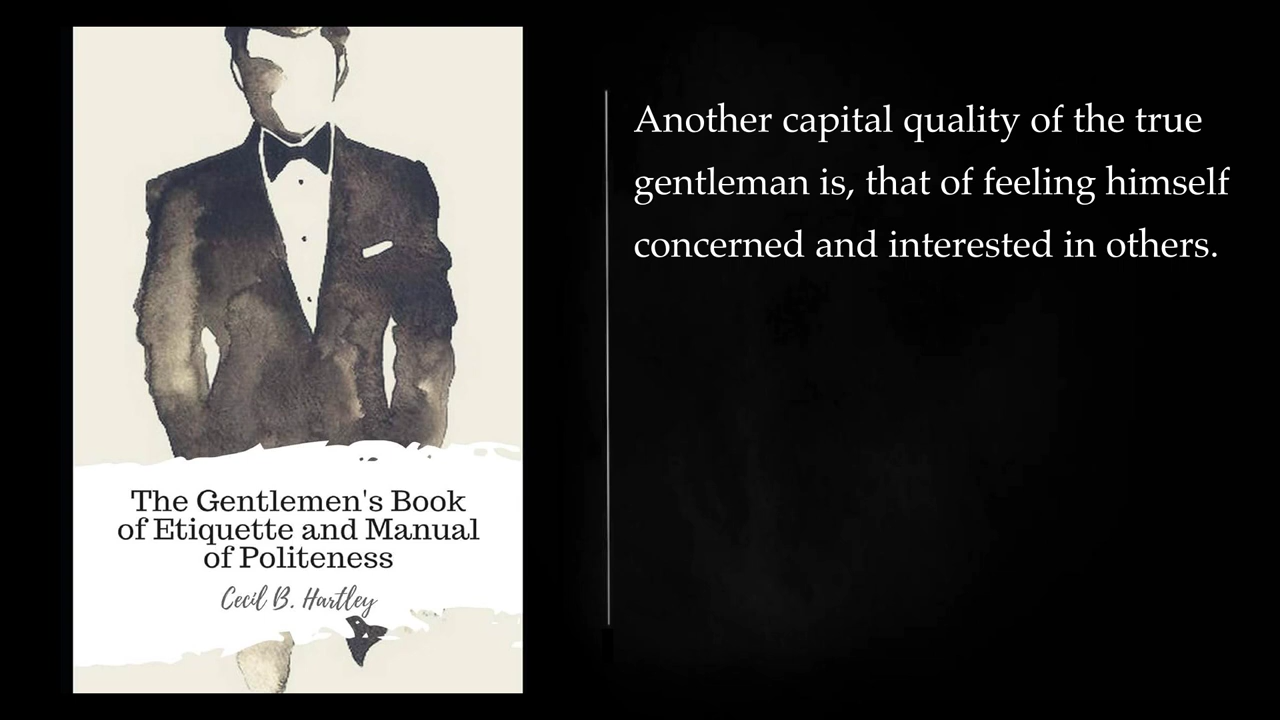 The Gentlemen's Book
of Etiquette and Manual
of Politeness
Cecil B. Hartley
Another capital quality of the true
gentleman is, that of feeling himself
concerned and interested in others.